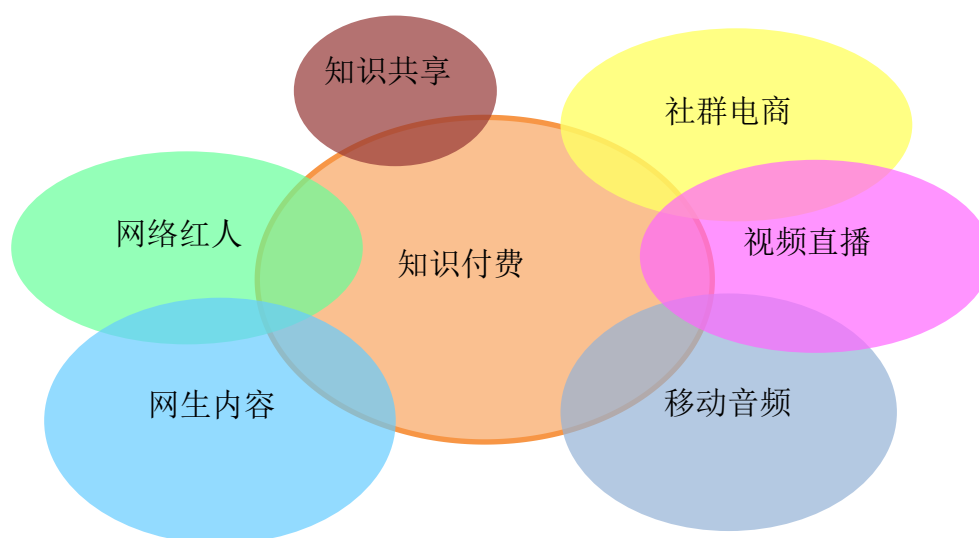 知识共享
社群电商
网络红人
视频直播
知识付费
网生内容
移动音频